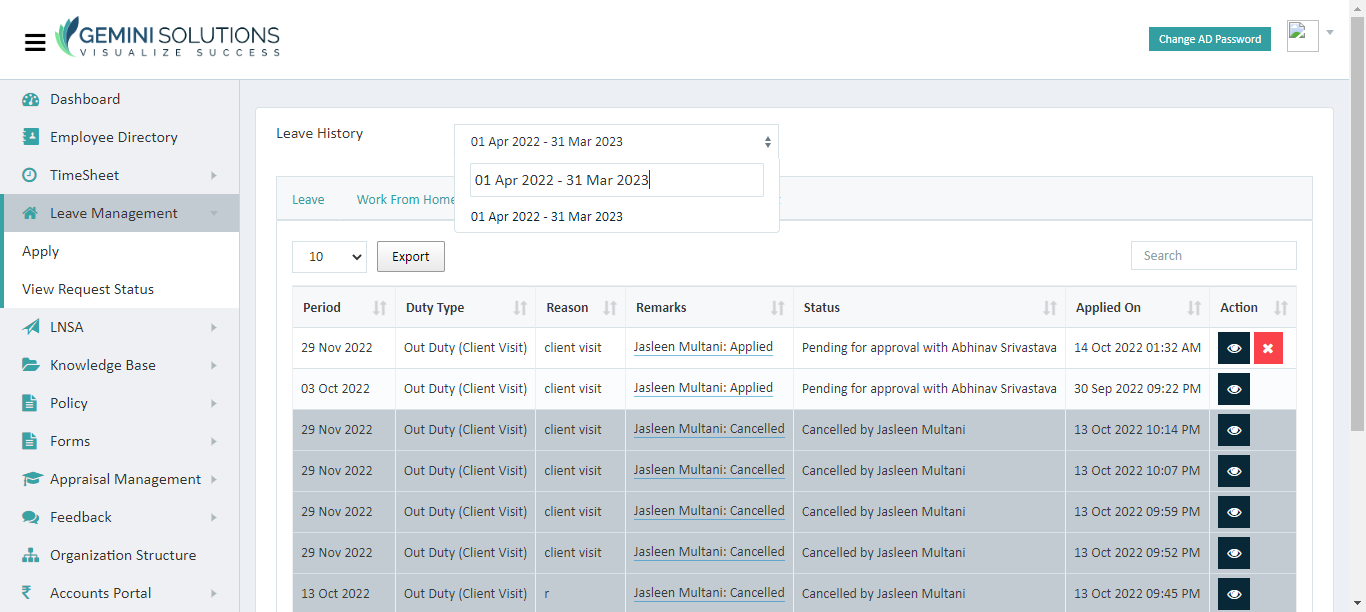 GEMINI SOLUTIONS
VISUALIZE SUCCESS
Change AD Password
Dashboard
Employee Directory
TimeSheet
Leave Management
Apply
View Request Status
LNSA
Knowledge Base
Policy
Forms
Appraisal Management
Feedback
Organization Structure
Accounts Portal
Leave History
01 Apr 2022 - 31 Mar 2023
01 Apr 2022 - 31 Mar 2023
01 Apr 2022 - 31 Mar 2023
Leave Work From Home
10 Export Search
Period Duty Type Reason Remarks Status Applied On Action
29 Nov 2022 Out Duty (Client Visit) client visit Jasleen Multani: Applied Pending for approval with Abhinav Srivastava 14 Oct 2022 01:32 AM
03 Oct 2022 Out Duty (Client Visit) client visit Jasleen Multani: Applied Pending for approval with Abhinav Srivastava 30 Sep 2022 09:22 PM
29 Nov 2022 Out Duty (Client Visit) client visit Jasleen Multani: Cancelled Cancelled by Jasleen Multani 13 Oct 2022 10:14 PM
29 Nov 2022 Out Duty (Client Visit) client visit Jasleen Multani: Cancelled Cancelled by Jasleen Multani 13 Oct 2022 10:07 PM
29 Nov 2022 Out Duty (Client Visit) client visit Jasleen Multani: Cancelled Cancelled by Jasleen Multani 13 Oct 2022 09:59 PM
29 Nov 2022 Out Duty (Client Visit) client visit Jasleen Multani: Cancelled Cancelled by Jasleen Multani 13 Oct 2022 09:52 PM
13 Oct 2022 Out Duty (Client Visit) r Jasleen Multani: Cancelled Cancelled by Jasleen Multani 13 Oct 2022 09:45 PM